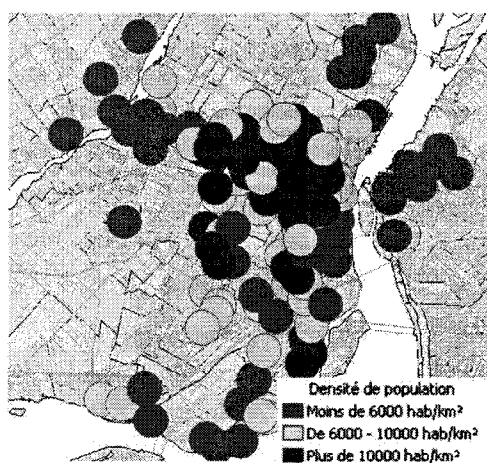 Densité de population
Moins de 6000 hab/km²
De 6000 - 10000 hab/km²
Plus de 10000 hab/km²